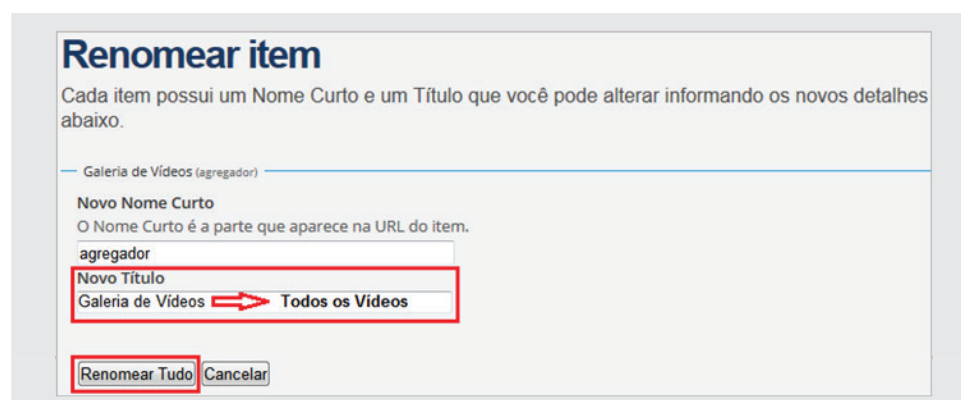 Renomear item
Cada item possui um Nome Curto e um Título que você pode alterar informando os novos detalhes
abaixo.
Galeria de Vídeos (agregador)
Novo Nome Curto
O Nome Curto é a parte que aparece na URL do item.
agregador
Novo Título
Galeria de Vídeos Todos os Vídeos
Renomear Tudo Cancelar